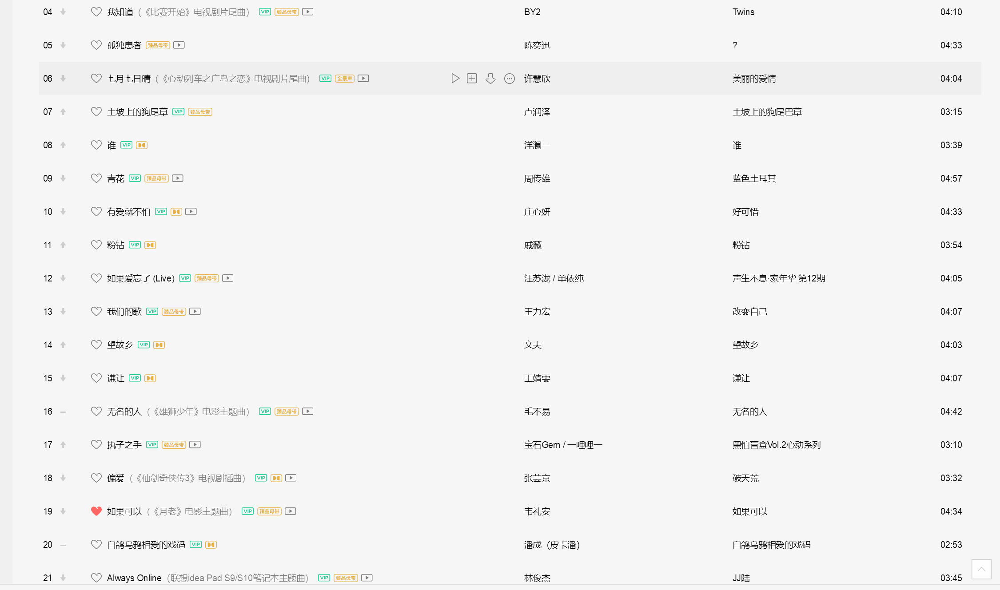 04 我知道（《比赛开始》电视剧片尾曲） VIP 臻品母带 BY2 Twins 04:10
05 孤独患者 臻品母带 陈奕迅 ? 04:33
06 七月七日晴（《心动列车之广岛之恋》电视剧片尾曲） VIP 全景声 许慧欣 美丽的爱情 04:04
07 土坡上的狗尾草 VIP 臻品母带 卢润泽 土坡上的狗尾巴草 03:15
08 谁 VIP 洋澜一 谁 03:39
09 青花 VIP 臻品母带 周传雄 蓝色土耳其 04:57
10 有爱就不怕 VIP 庄心妍 好可惜 04:33
11 粉钻 VIP 戚薇 粉钻 03:54
12 如果爱忘了 (Live) VIP 臻品母带 汪苏泷 / 单依纯 声生不息·家年华 第12期 04:05
13 我们的歌 VIP 臻品母带 王力宏 改变自己 04:07
14 望故乡 VIP 文夫 望故乡 04:03
15 谦让 VIP 王靖雯 谦让 04:07
16 无名的人（《雄狮少年》电影主题曲） VIP 臻品母带 毛不易 无名的人 04:42
17 执子之手 VIP 臻品母带 宝石Gem / 一哩哩一 黑怕盲盒Vol.2心动系列 03:10
18 偏爱（《仙剑奇侠传3》电视剧插曲） VIP 张芸京 破天荒 03:32
19 如果可以（《月老》电影主题曲） VIP 臻品母带 韦礼安 如果可以 04:34
20 白鸽乌鸦相爱的戏码 VIP 潘成（皮卡潘） 白鸽乌鸦相爱的戏码 02:53
21 Always Online（联想idea Pad S9/S10笔记本主题曲） VIP 臻品母带 林俊杰 JJ陆 03:45